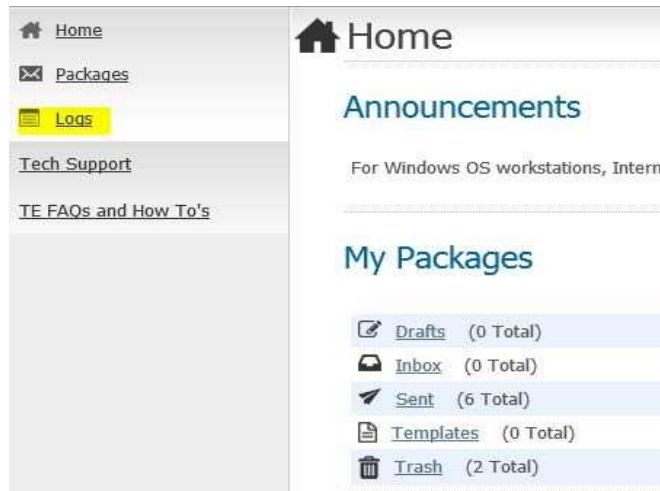 Home
Packages
Logs
Tech Support
TE FAQs and How To's
Home
Announcements
For Windows OS workstations, Intern
My Packages
Drafts (0 Total)
Inbox (0 Total)
Sent (6 Total)
Templates (0 Total)
Trash (2 Total)